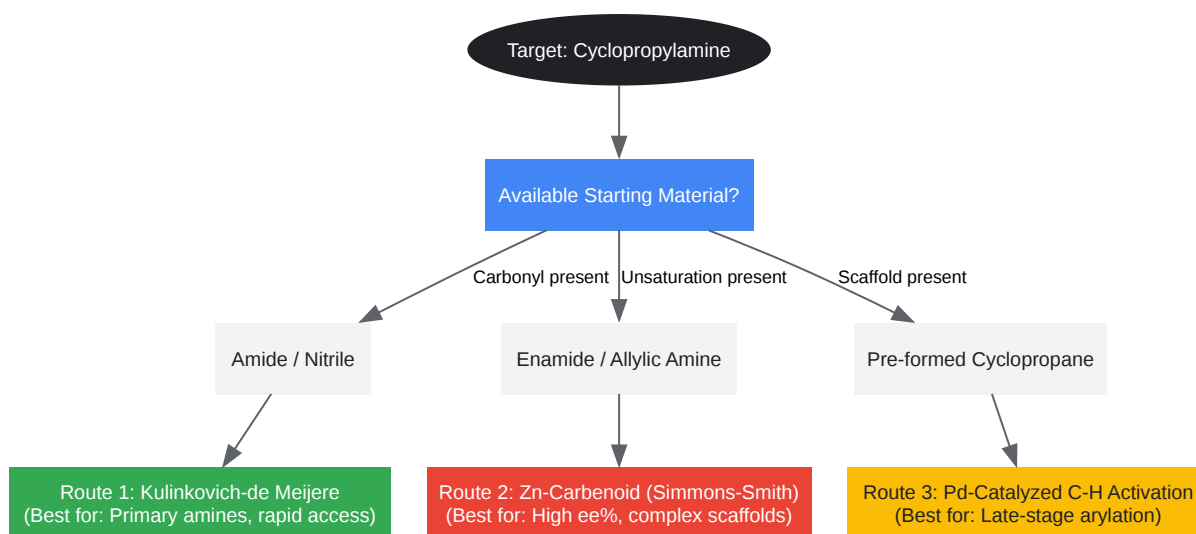 Target: Cyclopropylamine
Available Starting Material?
Carbonyl present
Unsaturation present
Scaffold present
Amide / Nitrile
Enamide / Allylic Amine
Pre-formed Cyclopropane
Route 1: Kulinkovich-de Meijere
(Best for: Primary amines, rapid access)
Route 2: Zn-Carbenoid (Simmons-Smith)
(Best for: High ee%, complex scaffolds)
Route 3: Pd-Catalyzed C-H Activation
(Best for: Late-stage arylation)